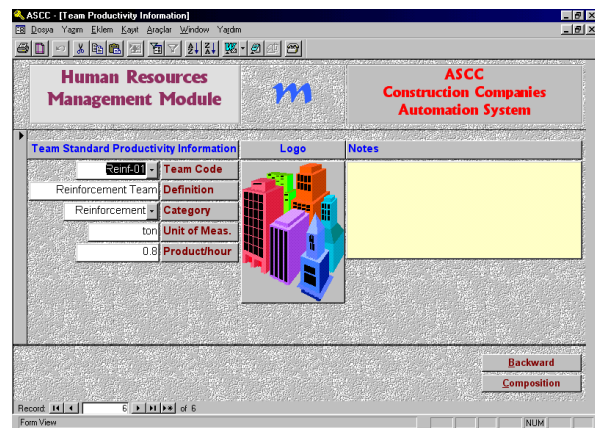 ASCC - [Team Productivity Information]
Dosya Yazım Eklem Kayıt Araçlar Window Yardım
Human Resources
Management Module
m
ASCC
Construction Companies
Automation System
Team Standard Productivity Information
Logo
Notes
Reinf-01 Team Code
Reinforcement Team Definition
Reinforcement Category
ton Unit of Meas.
0.8 Product/hour
Backward
Composition
Record: 6 of 6
Form View NUM